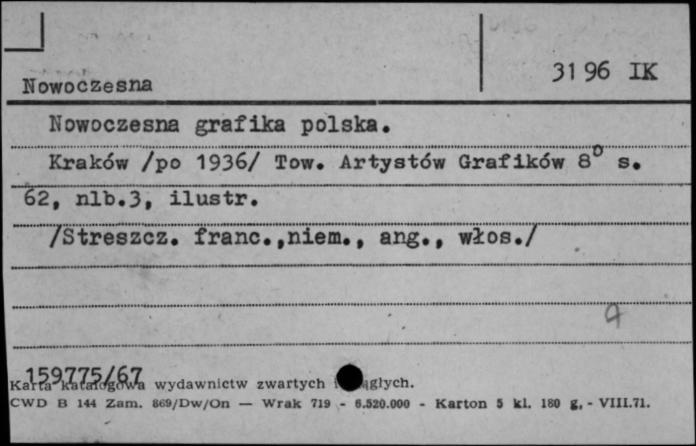 3196 IK
Nowoczesna
Nowoczesna grafika polska.
Kraków /po 1936/ Tow. Artystów Grafików 8° s.
62, nlb.3, ilustr.
/Streszcz. franc.,niem., ang., włos./
159775/67
Karta katalogowa wydawnictw zwartych
CWD B 144 Zam. 869/Dw/On — Wrak 719 - 6.520.000 - Karton 5 kl. 180 g, - VIII.71.